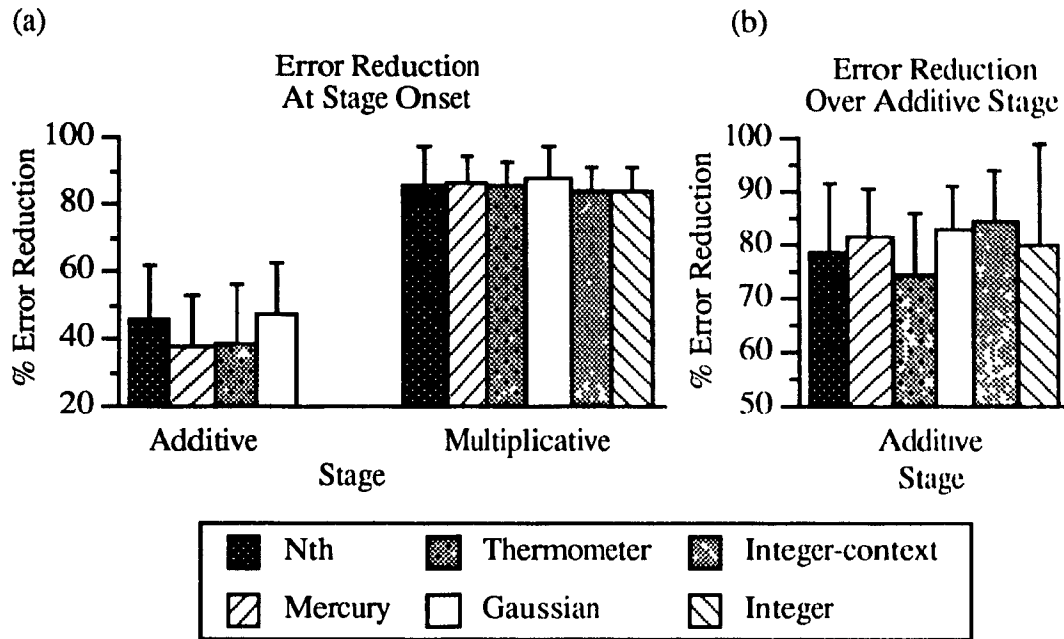 (a)
Error Reduction
At Stage Onset
% Error Reduction
100
80
60
40
20
Additive
Multiplicative
Stage
(b)
Error Reduction
Over Additive Stage
% Error Reduction
100
90
80
70
60
50
Additive
Stage
Nth
Thermometer
Integer-context
Mercury
Gaussian
Integer